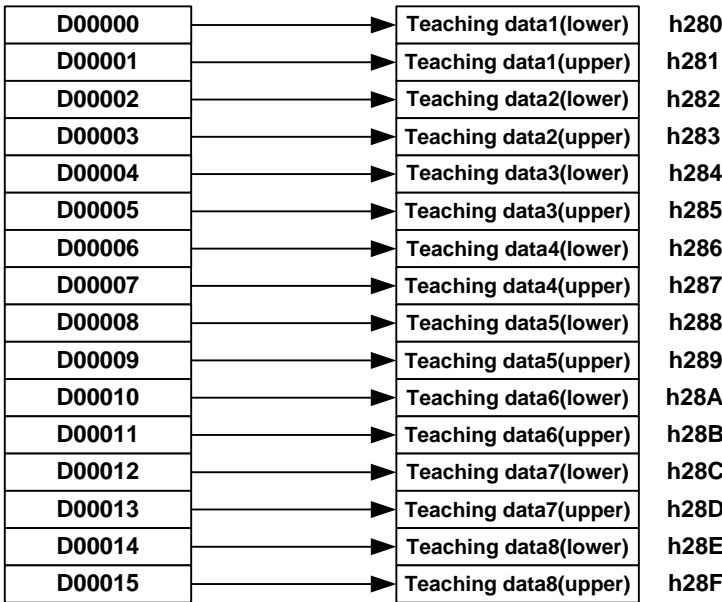 D00000 Teaching data1(lower) h280
D00001 Teaching data1(upper) h281
D00002 Teaching data2(lower) h282
D00003 Teaching data2(upper) h283
D00004 Teaching data3(lower) h284
D00005 Teaching data3(upper) h285
D00006 Teaching data4(lower) h286
D00007 Teaching data4(upper) h287
D00008 Teaching data5(lower) h288
D00009 Teaching data5(upper) h289
D00010 Teaching data6(lower) h28A
D00011 Teaching data6(upper) h28B
D00012 Teaching data7(lower) h28C
D00013 Teaching data7(upper) h28D
D00014 Teaching data8(lower) h28E
D00015 Teaching data8(upper) h28F